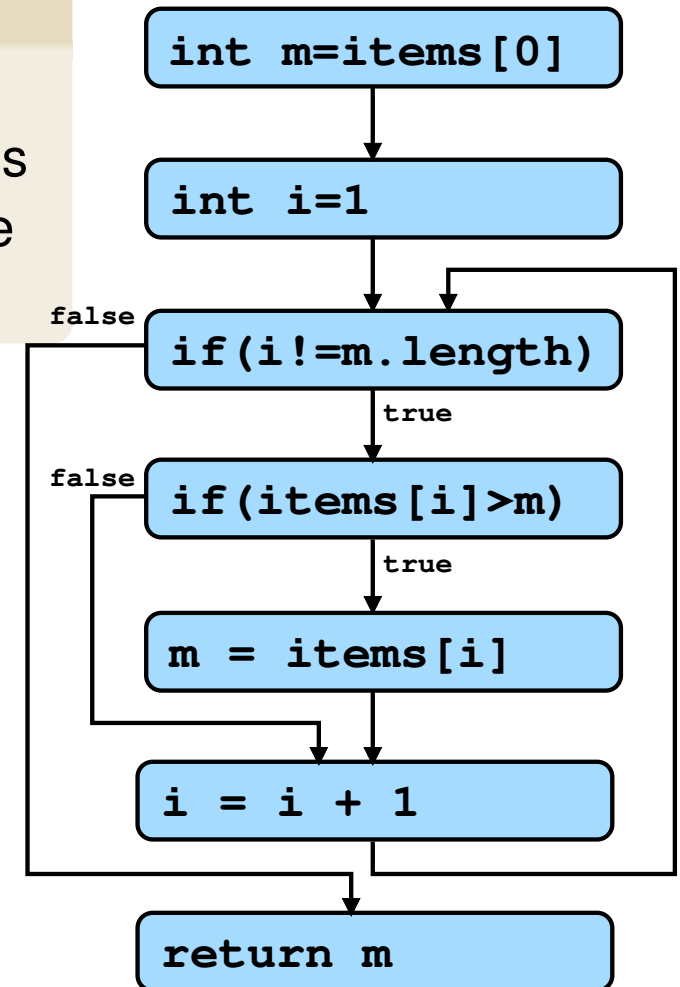 int m=items[0]
s
int i=1
e
false
if(i!=m.length)
true
false
if(items[i]>m)
true
m = items[i]
i = i + 1
return m